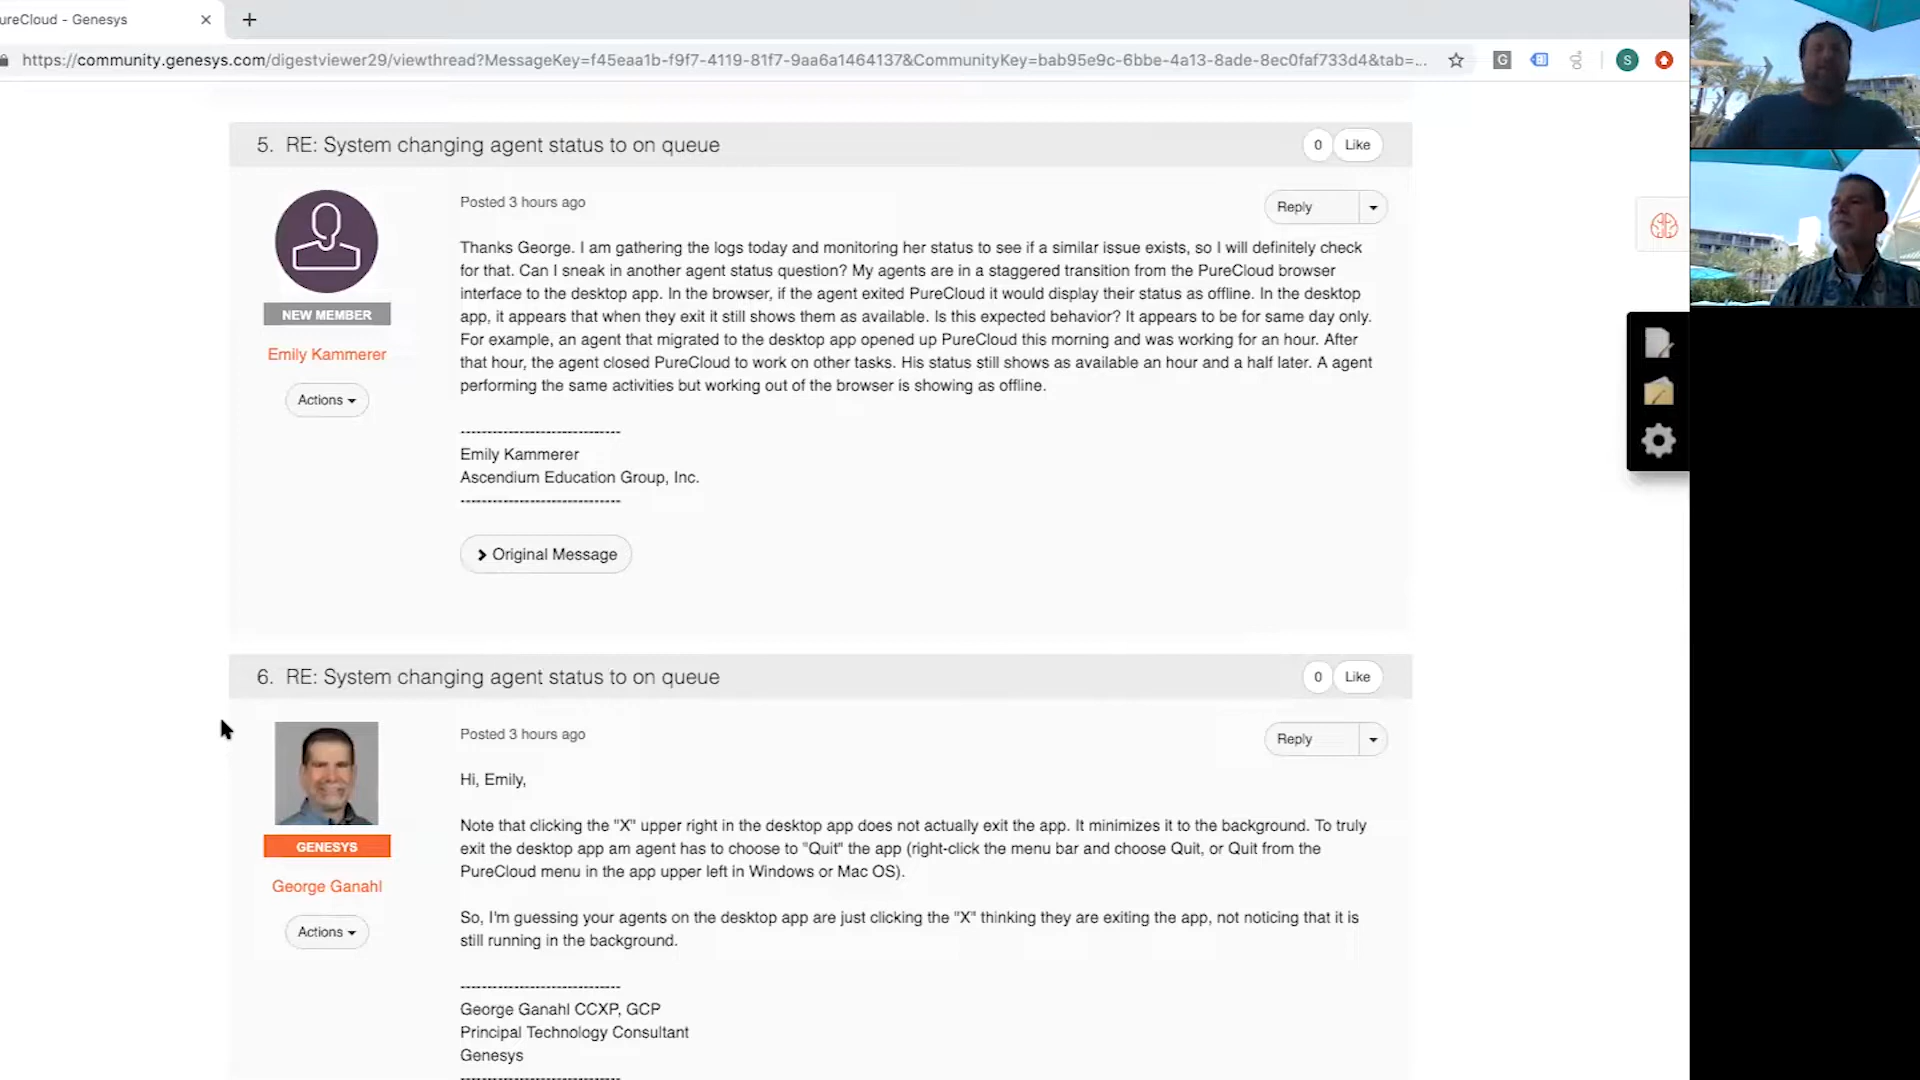 ureCloud - Genesys
https://community.genesys.com/digestviewer29/viewthread?MessageKey=f45eaa1b-f9f7-4119-81f7-9aa6a1464137&CommunityKey=bab95e9c-6bbe-4a13-8ade-8ec0faf733d4&tab=...
G
S
5. RE: System changing agent status to on queue
0 Like
Posted 3 hours ago
Reply
Thanks George. I am gathering the logs today and monitoring her status to see if a similar issue exists, so I will definitely check
for that. Can I sneak in another agent status question? My agents are in a staggered transition from the PureCloud browser
interface to the desktop app. In the browser, if the agent exited PureCloud it would display their status as offline. In the desktop
app, it appears that when they exit it still shows them as available. Is this expected behavior? It appears to be for same day only.
For example, an agent that migrated to the desktop app opened up PureCloud this morning and was working for an hour. After
that hour, the agent closed PureCloud to work on other tasks. His status still shows as available an hour and a half later. A agent
performing the same activities but working out of the browser is showing as offline.
NEW MEMBER
Emily Kammerer
Actions
------------------------------
Emily Kammerer
Ascendium Education Group, Inc.
------------------------------
Original Message
6. RE: System changing agent status to on queue
0 Like
Posted 3 hours ago
Reply
Hi, Emily,
Note that clicking the "X" upper right in the desktop app does not actually exit the app. It minimizes it to the background. To truly
exit the desktop app am agent has to choose to "Quit" the app (right-click the menu bar and choose Quit, or Quit from the
PureCloud menu in the app upper left in Windows or Mac OS).
GENESYS
George Ganahl
Actions
So, I'm guessing your agents on the desktop app are just clicking the "X" thinking they are exiting the app, not noticing that it is
still running in the background.
------------------------------
George Ganahl CCXP, GCP
Principal Technology Consultant
Genesys
------------------------------